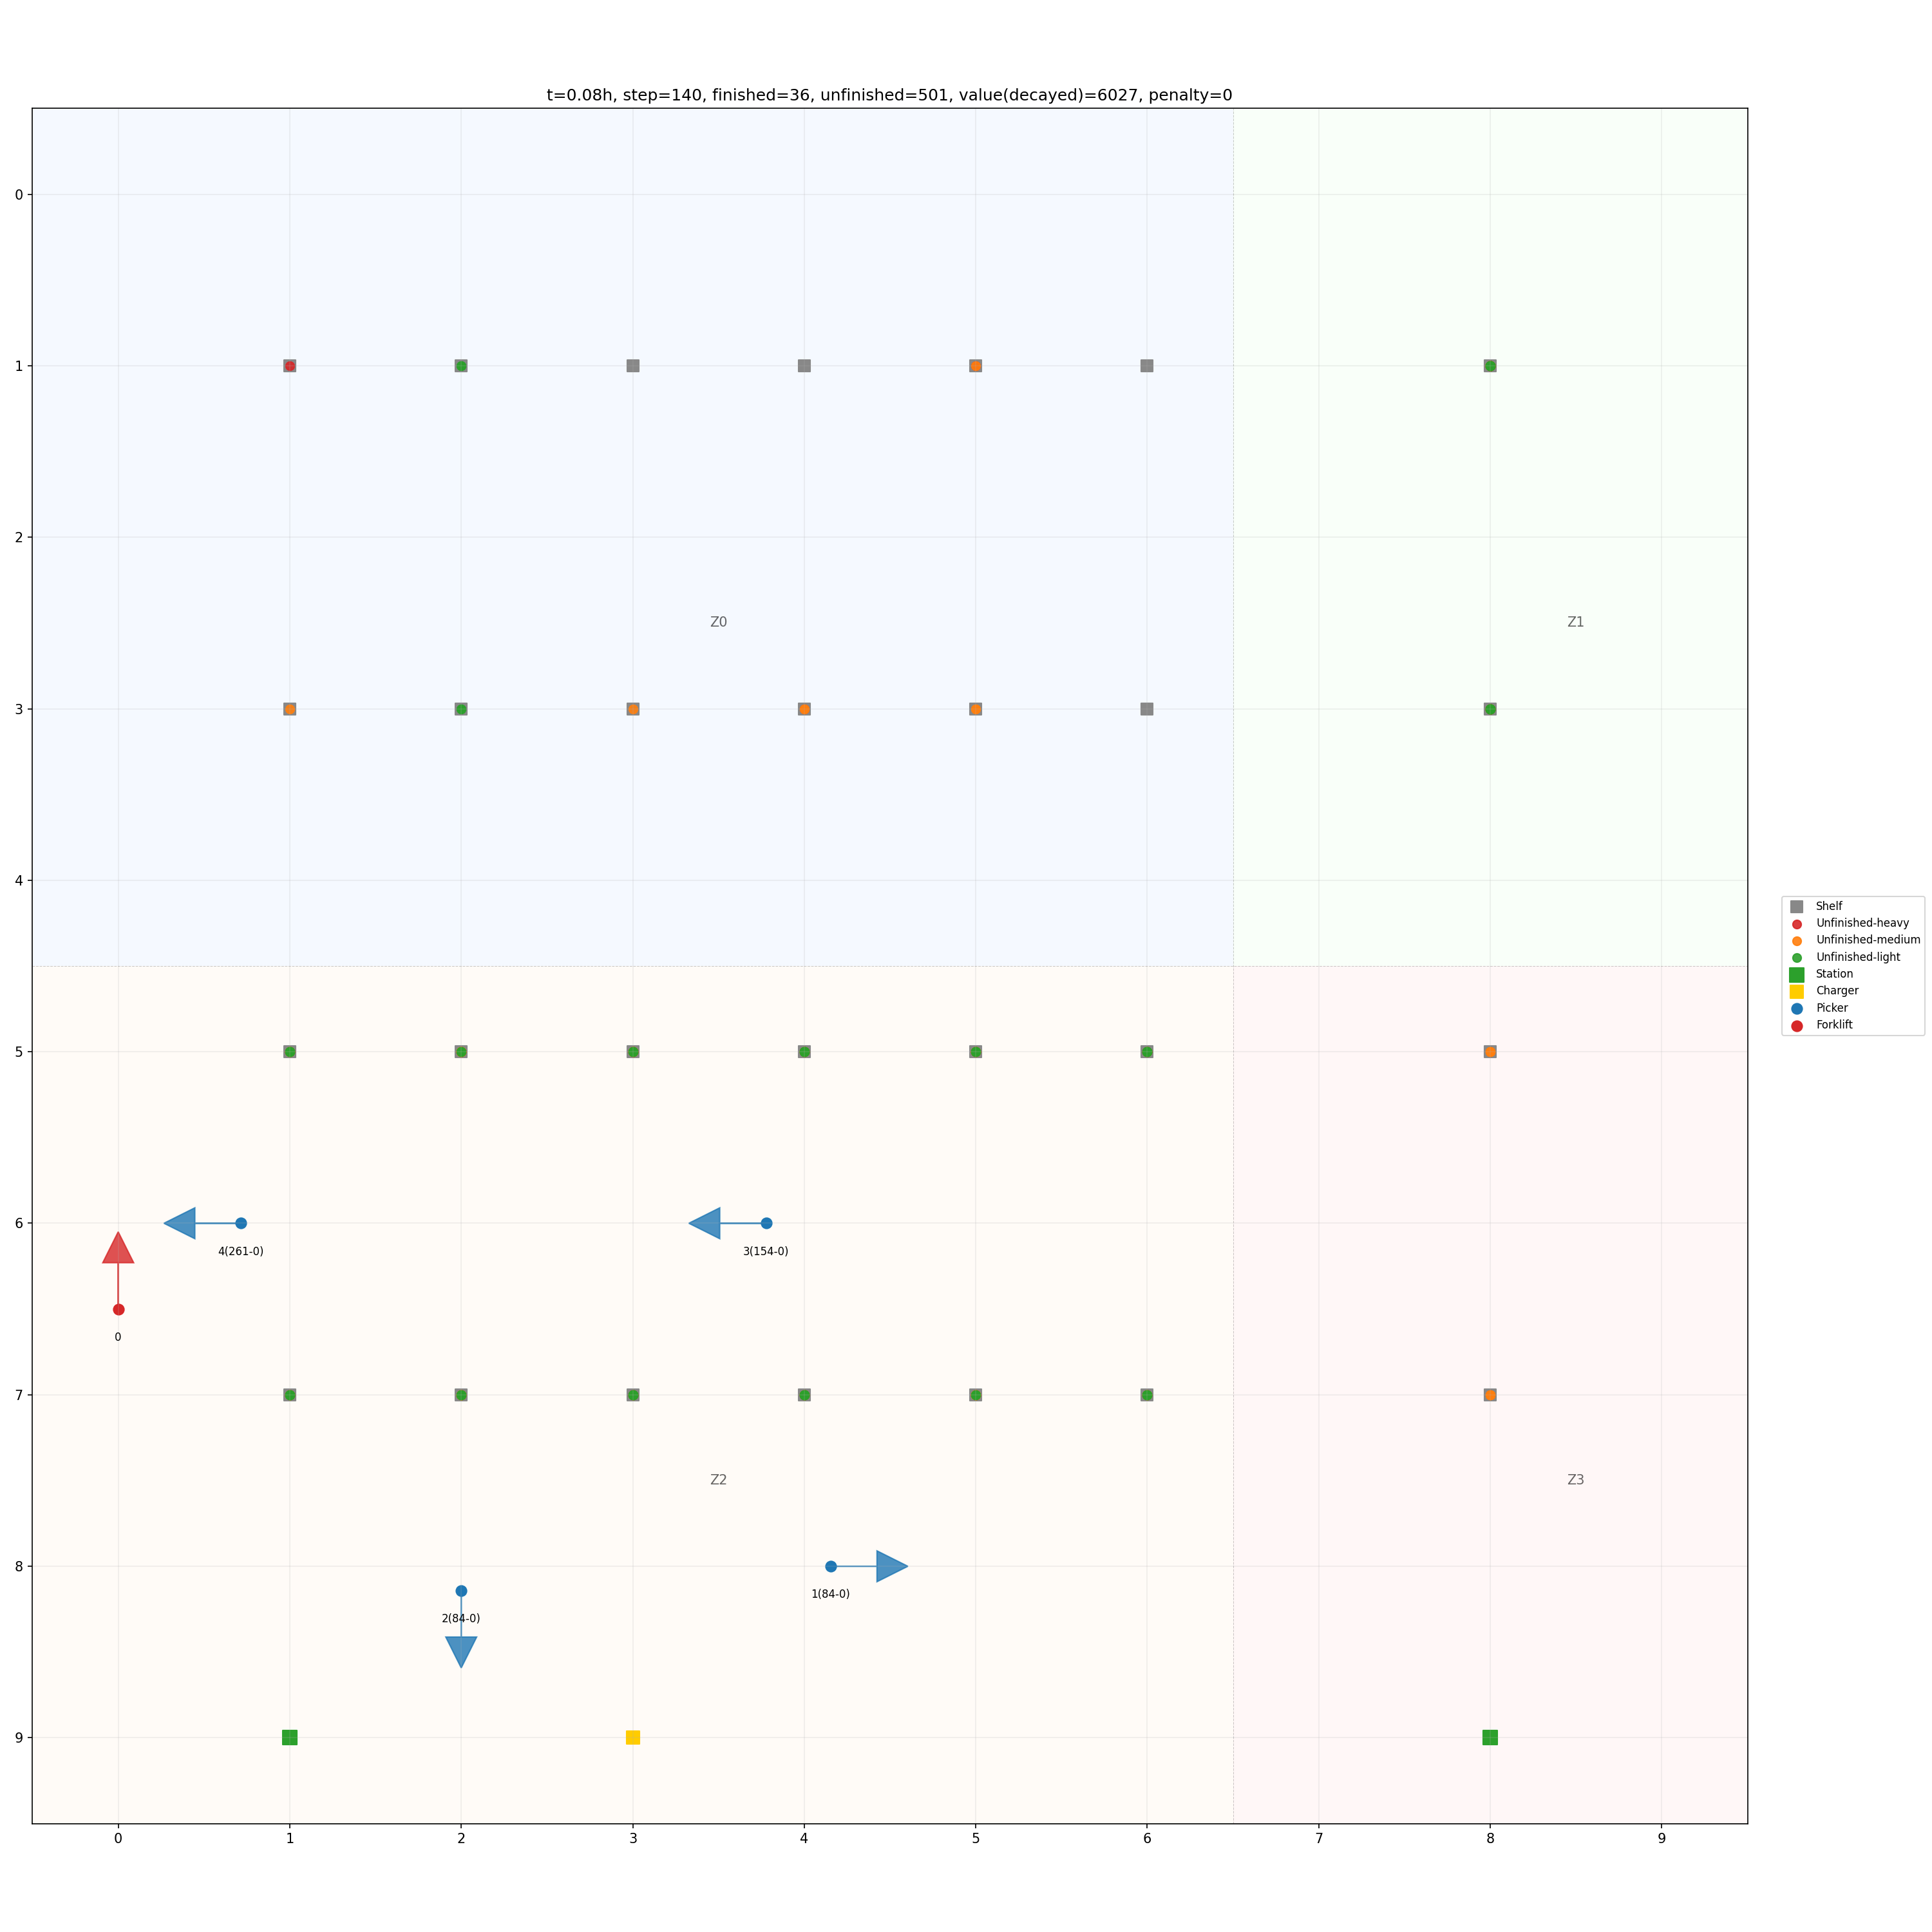 t=0.08h, step=140, finished=36, unfinished=501, value(decayed)=6027, penalty=0
0
1
2
3
4
5
6
7
8
9
Z0
Z1
Z2
Z3
4(261-0)
3(154-0)
0
1(84-0)
2(84-0)
0 1 2 3 4 5 6 7 8 9
Shelf
Unfinished-heavy
Unfinished-medium
Unfinished-light
Station
Charger
Picker
Forklift